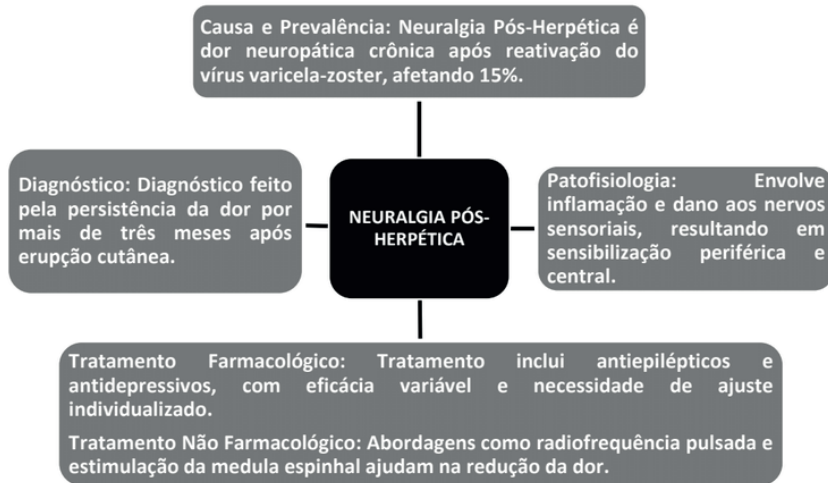 Causa e Prevalência: Neuralgia Pós-Herpética é
dor neuropática crônica após reativação do
vírus varicela-zoster, afetando 15%.
Diagnóstico: Diagnóstico feito
pela persistência da dor por
mais de três meses após
erupção cutânea.
NEURALGIA PÓS-
HERPÉTICA
Patofisiologia: Envolve
inflamação e dano aos nervos
sensoriais, resultando em
sensibilização periférica e
central.
Tratamento Farmacológico: Tratamento inclui antiepilépticos e
antidepressivos, com eficácia variável e necessidade de ajuste
individualizado.
Tratamento Não Farmacológico: Abordagens como radiofrequência pulsada e
estimulação da medula espinhal ajudam na redução da dor.